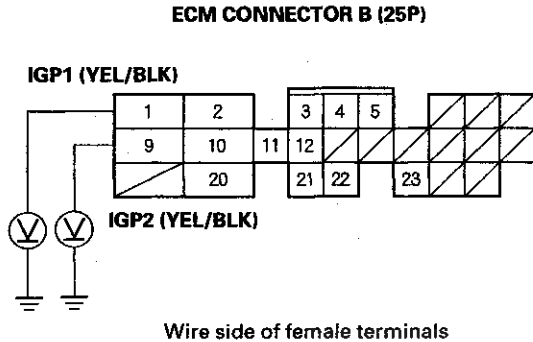 ECM CONNECTOR B (25P)
IGP1 (YEL/BLK)
1 2 3 4 5
9 10 11 12
20 21 22 23
IGP2 (YEL/BLK)
V V
Wire side of female terminals